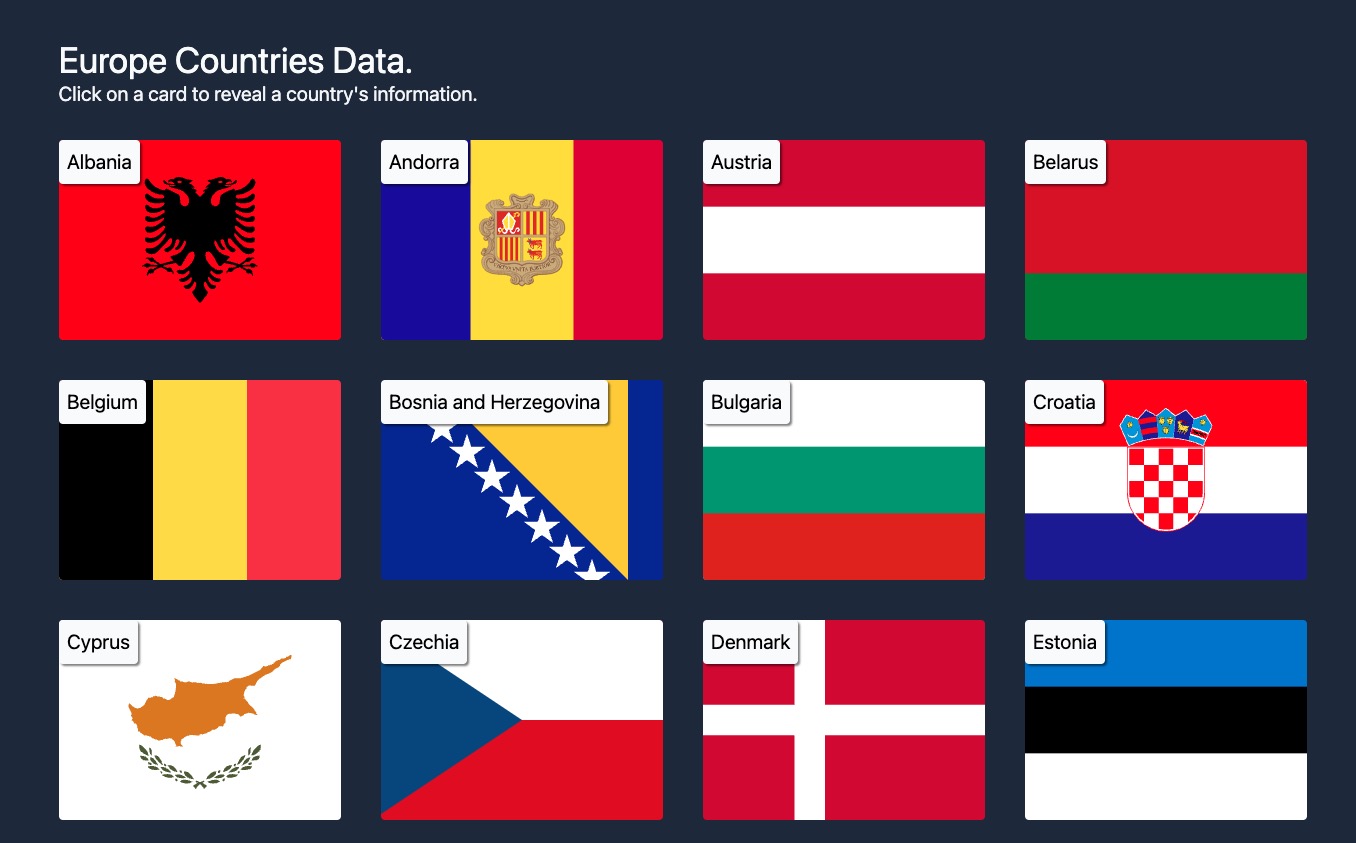 Europe Countries Data.
Click on a card to reveal a country's information.
Albania
Andorra
Austria
Belarus
Belgium
Bosnia and Herzegovina
Bulgaria
Croatia
Cyprus
Czechia
Denmark
Estonia